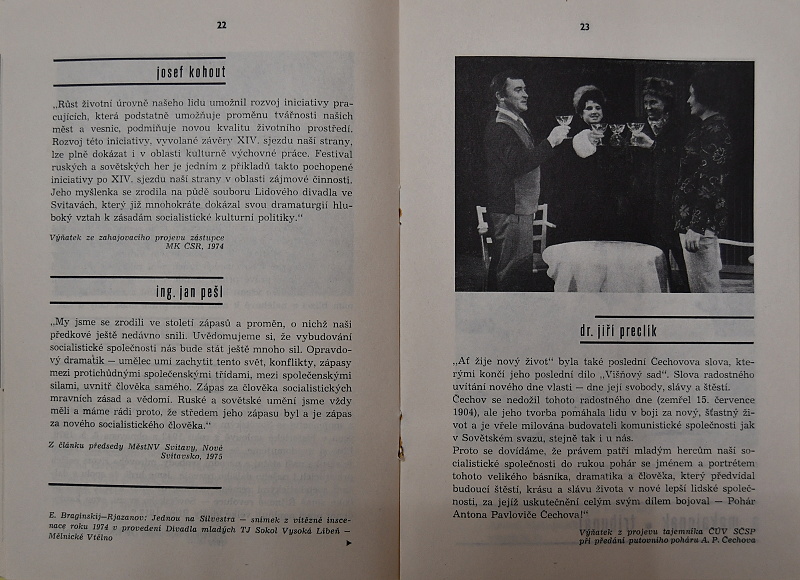 22
josef kohout
„Růst životní úrovně našeho lidu umožnil rozvoj iniciativy pra-
cujících, která podstatně umožňuje proměnu tvářnosti našich
měst a vesnic, podmiňuje novou kvalitu životního prostředí.
Rozvoj této iniciativy, vyvolané závěry XIV. sjezdu naší strany,
lze plně dokázat i v oblasti kulturně výchovné práce. Festival
ruských a sovětských her je jedním z příkladů takto pochopené
iniciativy po XIV. sjezdu naší strany v oblasti zájmové činnosti.
Jeho myšlenka se zrodila na půdě souboru Lidového divadla ve
Svitavách, který již mnohokráte dokázal svou dramaturgií hlu-
boký vztah k zásadám socialistické kulturní politiky.“
Výňatek ze zahajovacího projevu zástupce
MK ČSR, 1974
ing. jan pešl
„My jsme se zrodili ve století zápasů a proměn, o nichž naši
předkové ještě nedávno snili. Uvědomujeme si, že vybudování
socialistické společnosti nás bude stát ještě mnoho sil. Opravdo-
vý dramatik — umělec umí zachytit tento svět, konflikty, zápasy
mezi protichůdnými společenskými třídami, mezi společenskými
silami, uvnitř člověka samého. Zápas za člověka socialistických
mravních zásad a vědomí. Ruské a sovětské umění jsme vždy
měli a máme rádi proto, že středem jeho zápasu byl a je zápas
za nového socialistického člověka.“
Z článku předsedy MěstNV Svitavy, Nové
Svitavsko, 1975
E. Braginskij—Rjazanov: Jednou na Silvestra — snímek z vítězné insce-
nace roku 1974 v provedení Divadla mladých TJ Sokol Vysoká Libeň —
Mělnické Vtelno
23
dr. jiří preclík
„Ať žije nový život“ byla také poslední Čechovova slova, kte-
rými končí jeho poslední dílo „Višňový sad“. Slova radostného
uvítání nového dne vlasti — dne její svobody, slávy a štěstí.
Čechov se nedožil tohoto radostného dne (zemřel 15. července
1904), ale jeho tvorba pomáhala lidu v boji za nový, šťastný ži-
vot a je vřele milována budovateli komunistické společnosti jak
v Sovětském svazu, stejně tak i u nás.
Proto se dovídáme, že právem patří mladým hercům naší so-
cialistické společnosti do rukou pohár se jménem a portrétem
tohoto velikého básníka, dramatika a člověka, který předvídal
budoucí štěstí, krásu a slávu života v nové lepší lidské společ-
nosti, za jejíž uskutečnění celým svým dílem bojoval — Pohár
Antona Pavloviče Čechova!“
Výňatek z projevu tajemníka ČÚV SČSP
při předání putovního poháru A. P. Čechova